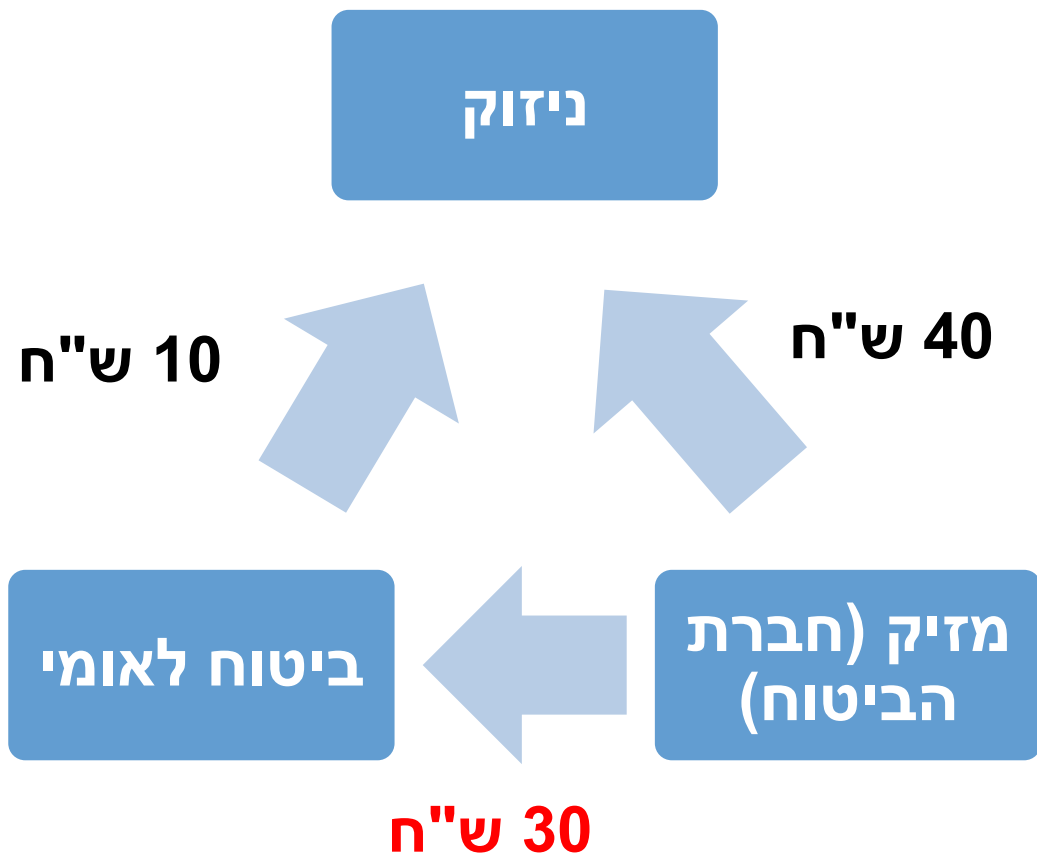 ניזוק
40 ש"ח
10 ש"ח
מזיק (חברת
הביטוח)
ביטוח לאומי
30 ש"ח